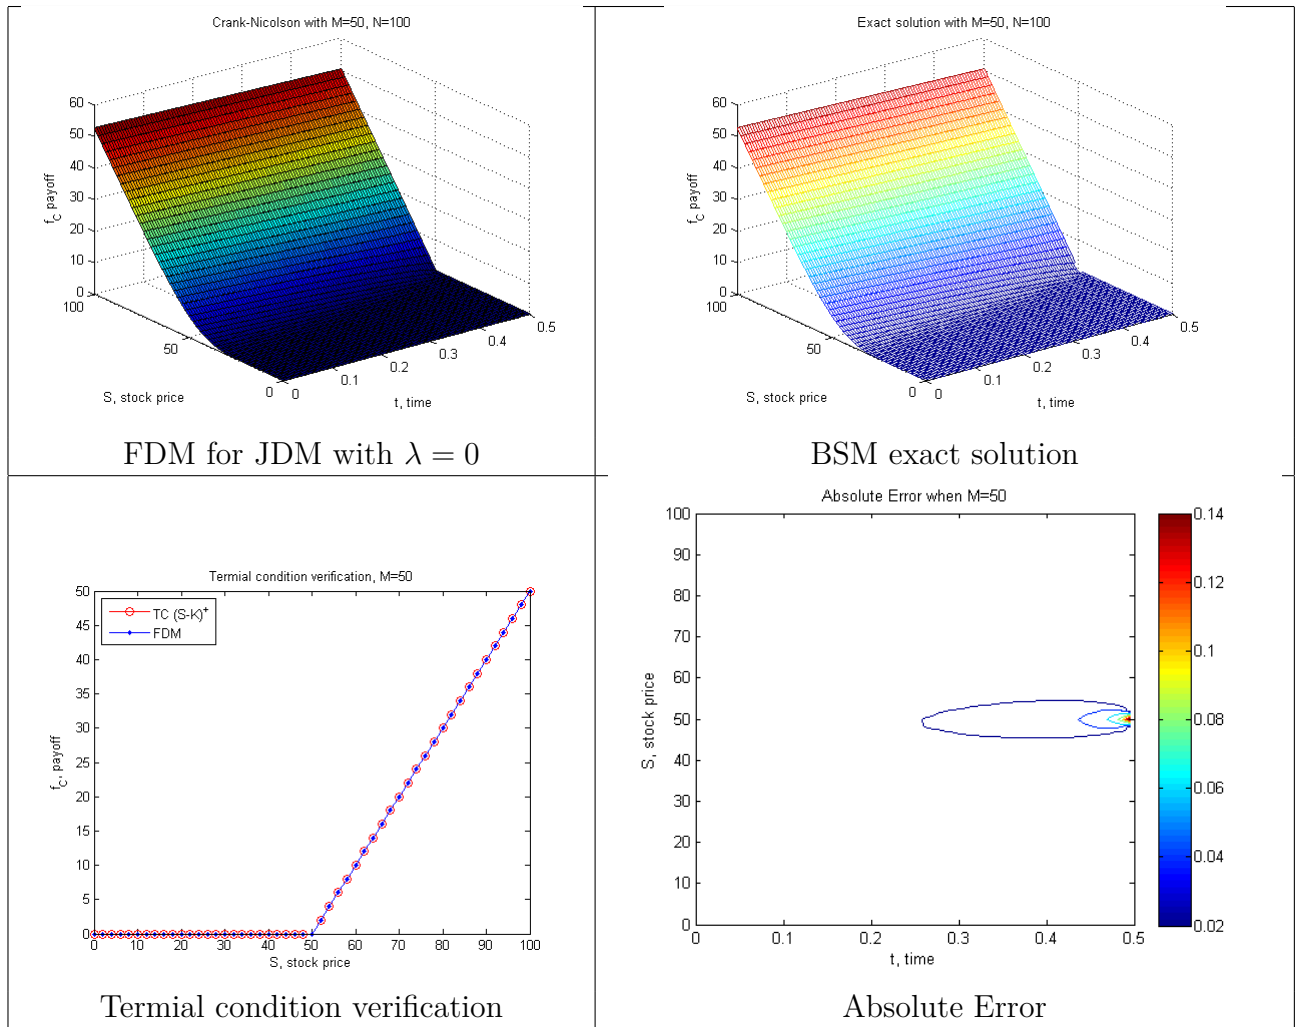 Crank-Nicolson with M=50, N=100
60
50
40
30
20
10
0
f_C payoff
100
50
0
S, stock price
0
0.1
0.2
0.3
0.4
0.5
t, time
FDM for JDM with λ = 0
Exact solution with M=50, N=100
60
50
40
30
20
10
0
f_C payoff
100
50
0
S, stock price
0
0.1
0.2
0.3
0.4
0.5
t, time
BSM exact solution
Termial condition verification, M=50
TC (S-K)⁺
FDM
50
45
40
35
30
25
20
15
10
5
0
f_C, payoff
0 10 20 30 40 50 60 70 80 90 100
S, stock price
Termial condition verification
Absolute Error when M=50
100
90
80
70
60
50
40
30
20
10
0
S, stock price
0 0.1 0.2 0.3 0.4 0.5
t, time
0.14
0.12
0.1
0.08
0.06
0.04
0.02
Absolute Error